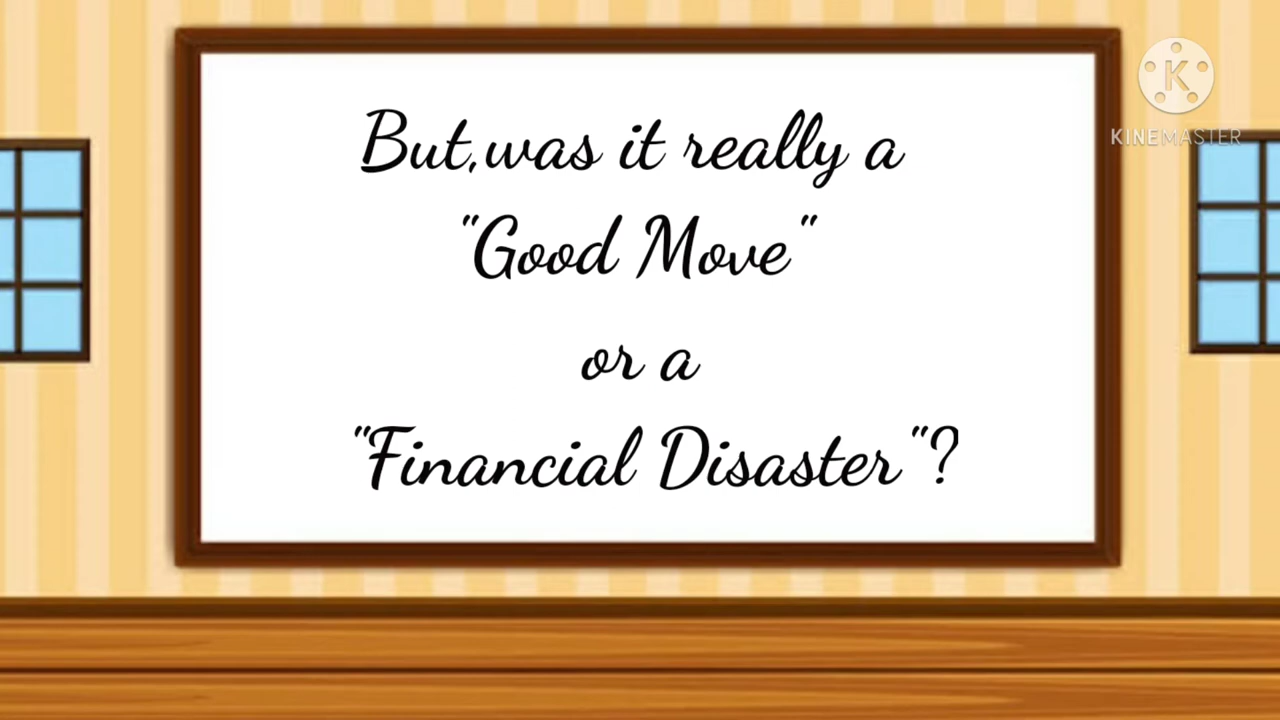 But,was it really a
"Good Move"
or a
"Financial Disaster"?
K
KINEMASTER